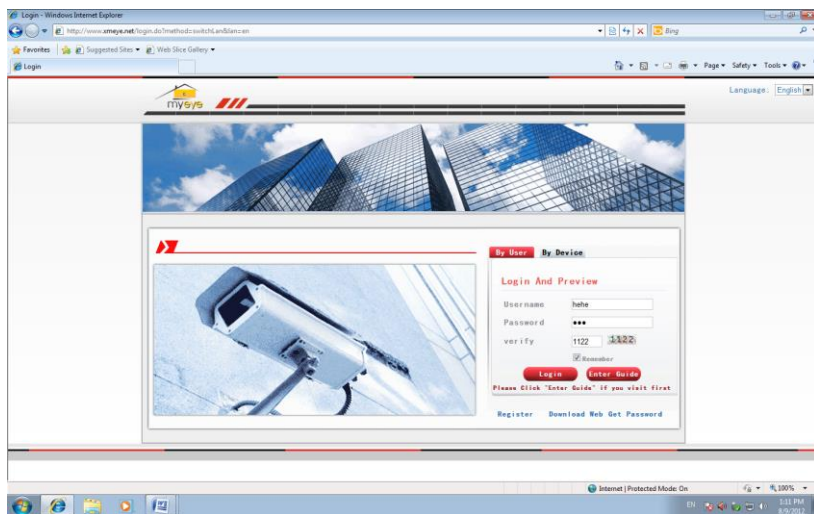 Login - Windows Internet Explorer
http://www.xmeye.net/login.do?method=switchLan&lan=en
Bing
Favorites Suggested Sites Web Slice Gallery
Login
Page Safety Tools
Language: English
myeye
By User By Device
Login And Preview
Username hehe
Password •••
verify 1122 1122
Remember
Login Enter Guide
Please Click "Enter Guide" if you visit first
Register Download Web Get Password
Internet | Protected Mode: On 100%
EN 1:11 PM
8/9/2012